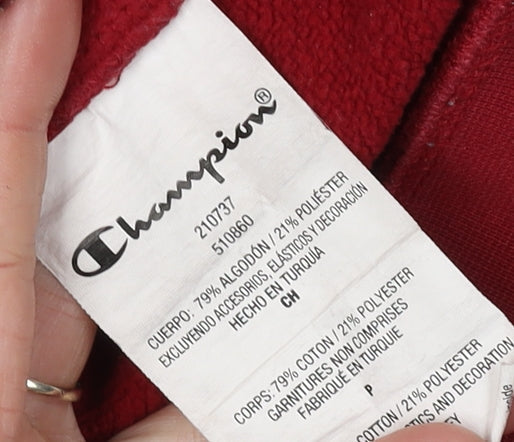 Champion®
210737
510860
CUERPO: 79% ALGODÓN / 21% POLIÉSTER
EXCLUYENDO ACCESORIOS, ELÁSTICOS Y DECORACIÓN
HECHO EN TURQUÍA
CH
CORPS: 79% COTON / 21% POLYESTER
GARNITURES NON COMPRISES
FABRIQUÉ EN TURQUIE
P
COTTON / 21% POLYESTER
AND DECORATION